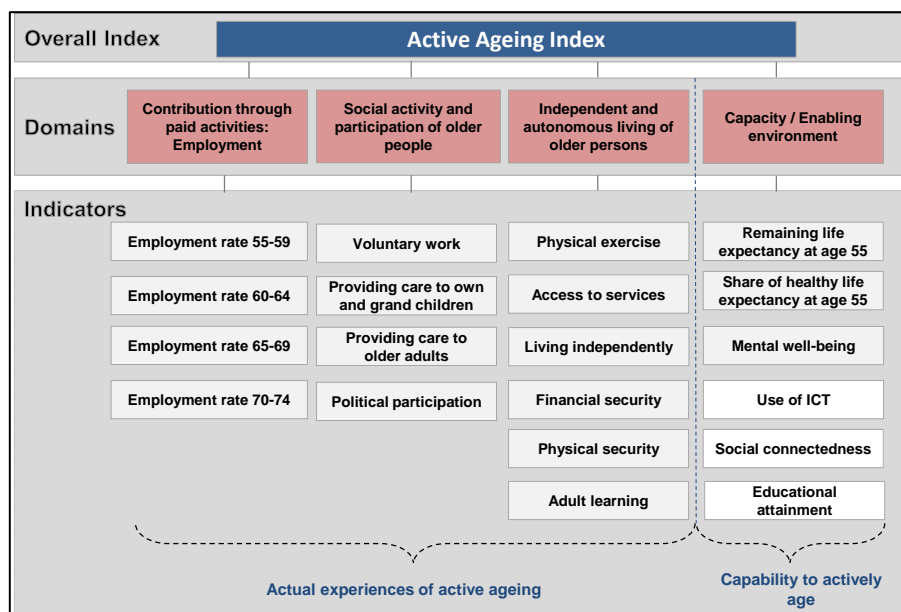 Overall Index
Active Ageing Index
Domains
Contribution through
paid activities:
Employment
Social activity and
participation of older
people
Independent and
autonomous living of
older persons
Capacity / Enabling
environment
Indicators
Employment rate 55-59
Voluntary work
Physical exercise
Remaining life
expectancy at age 55
Employment rate 60-64
Providing care to own
and grand children
Access to services
Share of healthy life
expectancy at age 55
Employment rate 65-69
Providing care to
older adults
Living independently
Mental well-being
Employment rate 70-74
Political participation
Financial security
Use of ICT
Physical security
Social connectedness
Adult learning
Educational
attainment
Actual experiences of active ageing
Capability to actively
age